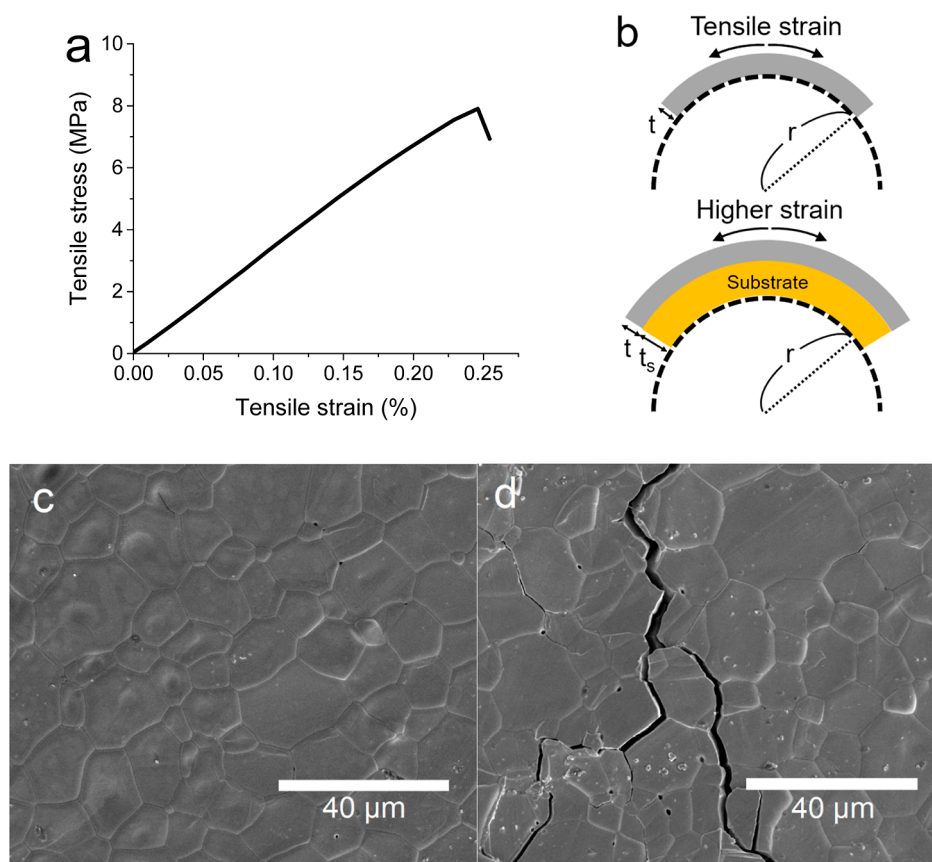 a
10
8
6
4
2
0
0.00 0.05 0.10 0.15 0.20 0.25
Tensile stress (MPa)
Tensile strain (%)
b
Tensile strain
t
r
Higher strain
Substrate
t ts
r
c
40 μm
d
40 μm